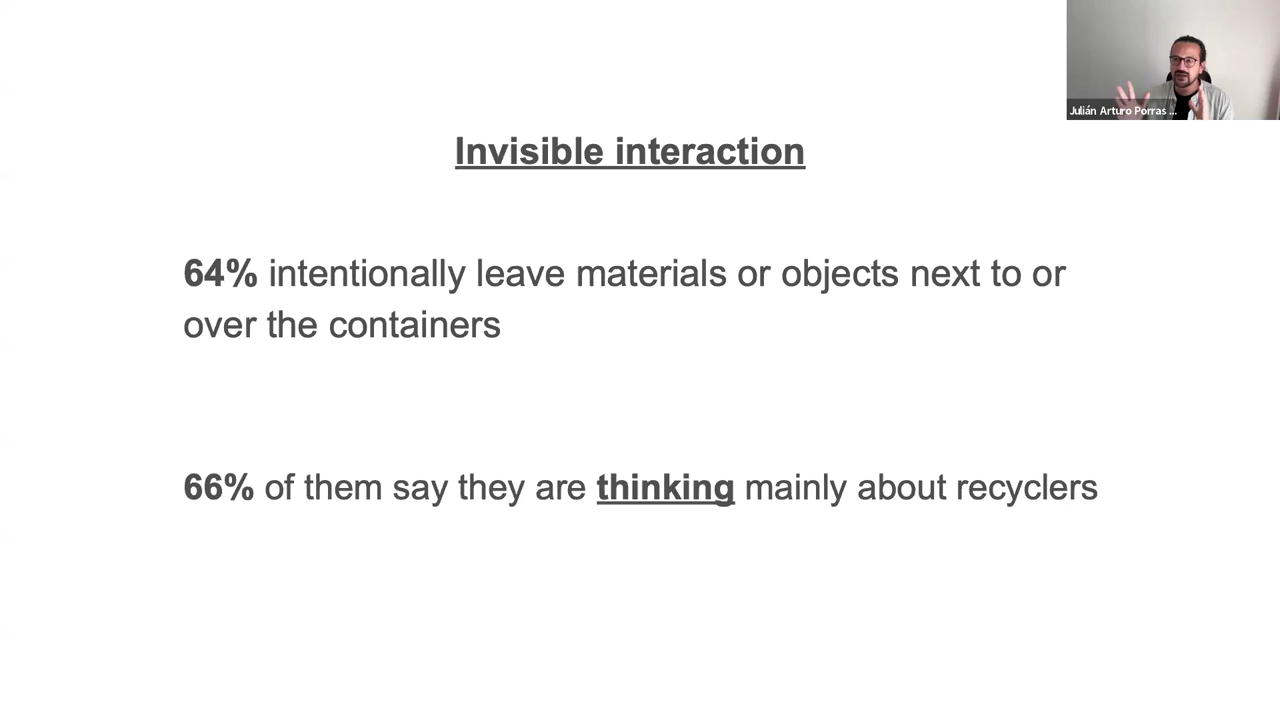 Julián Arturo Porras ...
Invisible interaction
64% intentionally leave materials or objects next to or
over the containers
66% of them say they are thinking mainly about recyclers